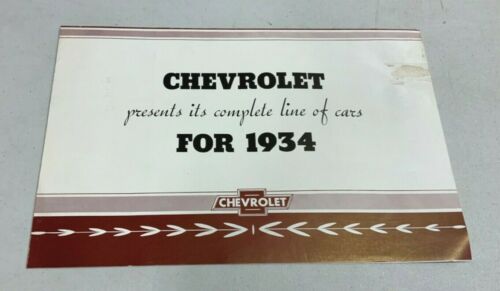 CHEVROLET
presents its complete line of cars
FOR 1934
CHEVROLET